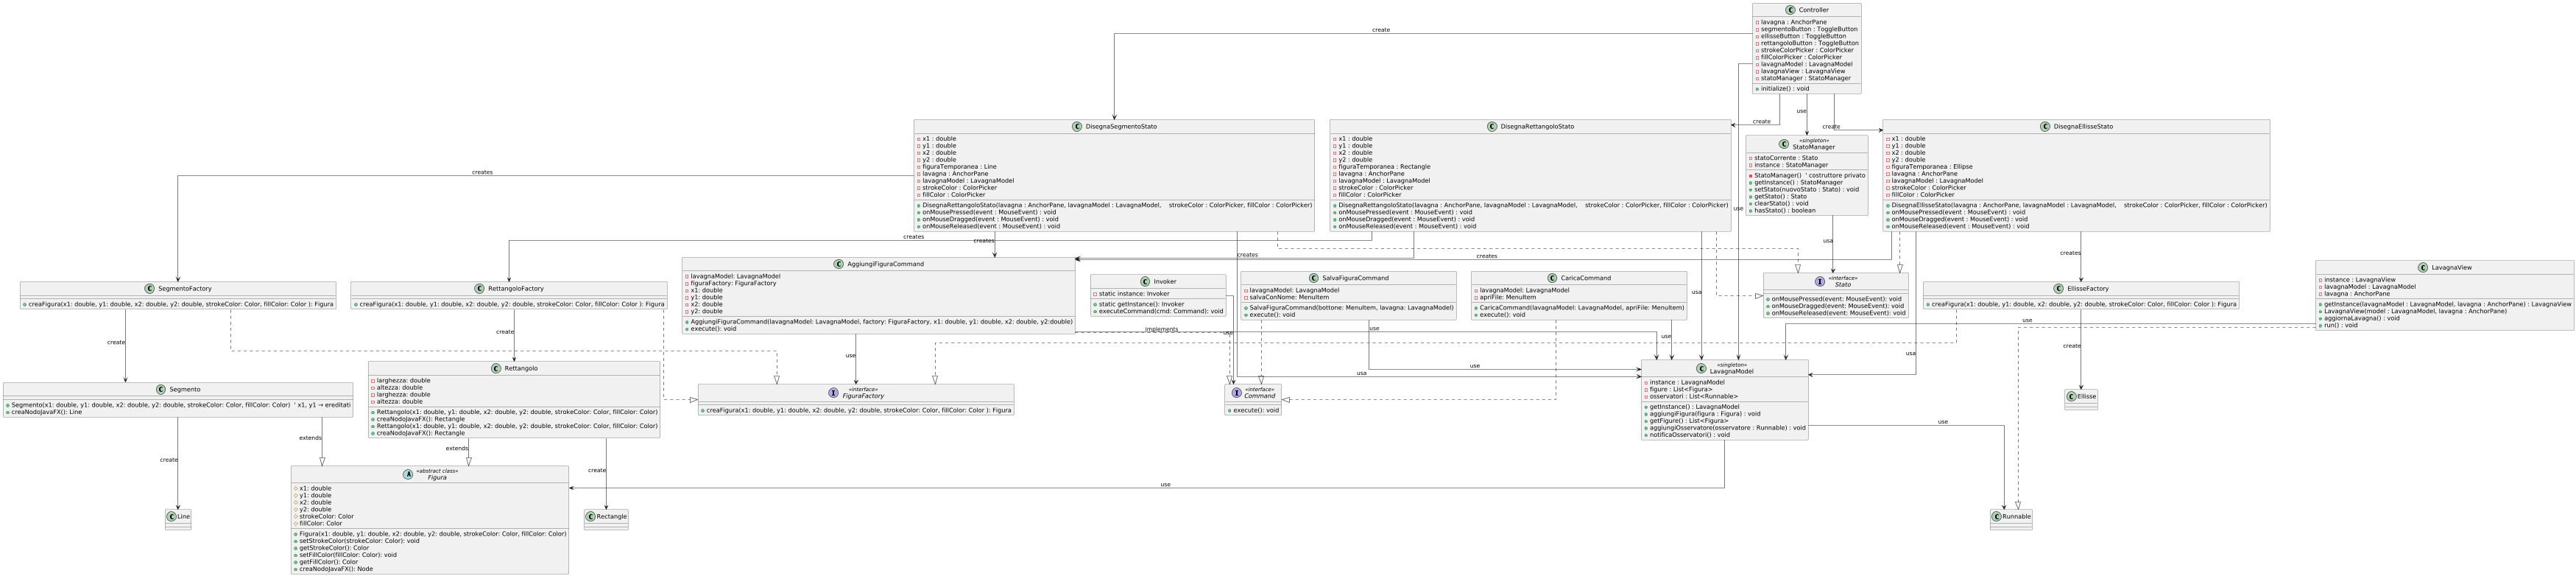 Controller
lavagna : AnchorPane
segmentoButton : ToggleButton
ellisseButton : ToggleButton
rettangoloButton : ToggleButton
strokeColorPicker : ColorPicker
fillColorPicker : ColorPicker
lavagnaModel : LavagnaModel
lavagnaView : LavagnaView
statoManager : StatoManager
initialize() : void
create
use
create
create
use
DisegnaSegmentoStato
x1 : double
y1 : double
x2 : double
y2 : double
figuraTemporanea : Line
lavagna : AnchorPane
lavagnaModel : LavagnaModel
strokeColor : ColorPicker
fillColor : ColorPicker
DisegnaRettangoloStato(lavagna : AnchorPane, lavagnaModel : LavagnaModel, strokeColor : ColorPicker, fillColor : ColorPicker)
onMousePressed(event : MouseEvent) : void
onMouseDragged(event : MouseEvent) : void
onMouseReleased(event : MouseEvent) : void
DisegnaRettangoloStato
x1 : double
y1 : double
x2 : double
y2 : double
figuraTemporanea : Rectangle
lavagna : AnchorPane
lavagnaModel : LavagnaModel
strokeColor : ColorPicker
fillColor : ColorPicker
DisegnaRettangoloStato(lavagna : AnchorPane, lavagnaModel : LavagnaModel, strokeColor : ColorPicker, fillColor : ColorPicker)
onMousePressed(event : MouseEvent) : void
onMouseDragged(event : MouseEvent) : void
onMouseReleased(event : MouseEvent) : void
«singleton»
StatoManager
statoCorrente : Stato
instance : StatoManager
StatoManager() ' costruttore privato
getInstance() : StatoManager
setStato(nuovoStato : Stato) : void
getStato() : Stato
clearStato() : void
hasStato() : boolean
DisegnaEllisseStato
x1 : double
y1 : double
x2 : double
y2 : double
figuraTemporanea : Ellipse
lavagna : AnchorPane
lavagnaModel : LavagnaModel
strokeColor : ColorPicker
fillColor : ColorPicker
DisegnaEllisseStato(lavagna : AnchorPane, lavagnaModel : LavagnaModel, strokeColor : ColorPicker, fillColor : ColorPicker)
onMousePressed(event : MouseEvent) : void
onMouseDragged(event : MouseEvent) : void
onMouseReleased(event : MouseEvent) : void
creates
creates
creates
creates
creates
usa
creates
SegmentoFactory
creaFigura(x1: double, y1: double, x2: double, y2: double, strokeColor: Color, fillColor: Color ): Figura
RettangoloFactory
creaFigura(x1: double, y1: double, x2: double, y2: double, strokeColor: Color, fillColor: Color ): Figura
AggiungiFiguraCommand
lavagnaModel: LavagnaModel
figuraFactory: FiguraFactory
x1: double
y1: double
x2: double
y2: double
AggiungiFiguraCommand(lavagnaModel: LavagnaModel, factory: FiguraFactory, x1: double, y1: double, x2: double, y2:double)
execute(): void
Invoker
static instance: Invoker
static getInstance(): Invoker
executeCommand(cmd: Command): void
SalvaFiguraCommand
lavagnaModel: LavagnaModel
salvaConNome: MenuItem
SalvaFiguraCommand(bottone: MenuItem, lavagna: LavagnaModel)
execute(): void
CaricaCommand
lavagnaModel: LavagnaModel
apriFile: MenuItem
CaricaCommand(lavagnaModel: LavagnaModel, apriFile: MenuItem)
execute(): void
«interface»
Stato
onMousePressed(event: MouseEvent): void
onMouseDragged(event: MouseEvent): void
onMouseReleased(event: MouseEvent): void
EllisseFactory
creaFigura(x1: double, y1: double, x2: double, y2: double, strokeColor: Color, fillColor: Color ): Figura
LavagnaView
instance : LavagnaView
lavagnaModel : LavagnaModel
lavagna : AnchorPane
getInstance(lavagnaModel : LavagnaModel, lavagna : AnchorPane) : LavagnaView
LavagnaView(model : LavagnaModel, lavagna : AnchorPane)
aggiornaLavagna() : void
run() : void
create
create
use
implements
use
use
use
use
usa
usa
usa
use
create
Segmento
Segmento(x1: double, y1: double, x2: double, y2: double, strokeColor: Color, fillColor: Color) ' x1, y1 → ereditati
creaNodoJavaFX(): Line
Rettangolo
larghezza: double
altezza: double
larghezza: double
altezza: double
Rettangolo(x1: double, y1: double, x2: double, y2: double, strokeColor: Color, fillColor: Color)
creaNodoJavaFX(): Rectangle
Rettangolo(x1: double, y1: double, x2: double, y2: double, strokeColor: Color, fillColor: Color)
creaNodoJavaFX(): Rectangle
«interface»
FiguraFactory
creaFigura(x1: double, y1: double, x2: double, y2: double, strokeColor: Color, fillColor: Color ): Figura
«interface»
Command
execute(): void
«singleton»
LavagnaModel
instance : LavagnaModel
figure : List<Figura>
osservatori : List<Runnable>
getInstance() : LavagnaModel
aggiungiFigura(figura : Figura) : void
getFigure() : List<Figura>
aggiungiOsservatore(osservatore : Runnable) : void
notificaOsservatori() : void
Ellisse
create
extends
extends
create
use
use
Line
«abstract class»
Figura
x1: double
y1: double
x2: double
y2: double
strokeColor: Color
fillColor: Color
Figura(x1: double, y1: double, x2: double, y2: double, strokeColor: Color, fillColor: Color)
setStrokeColor(strokeColor: Color): void
getStrokeColor(): Color
setFillColor(fillColor: Color): void
getFillColor(): Color
creaNodoJavaFX(): Node
Rectangle
Runnable